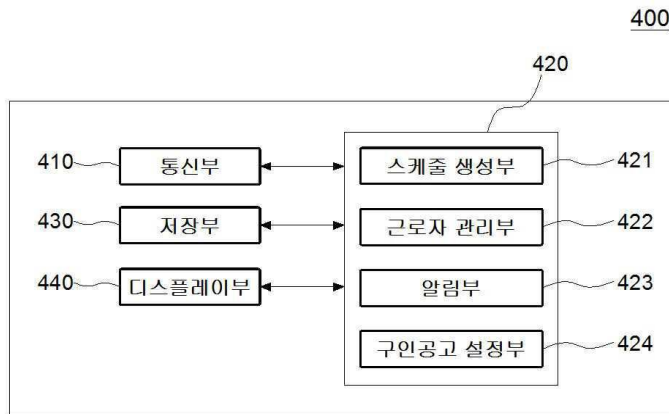 400
420
410 통신부 스케줄 생성부 421
430 저장부 근로자 관리부 422
440 디스플레이부 알림부 423
구인공고 설정부 424